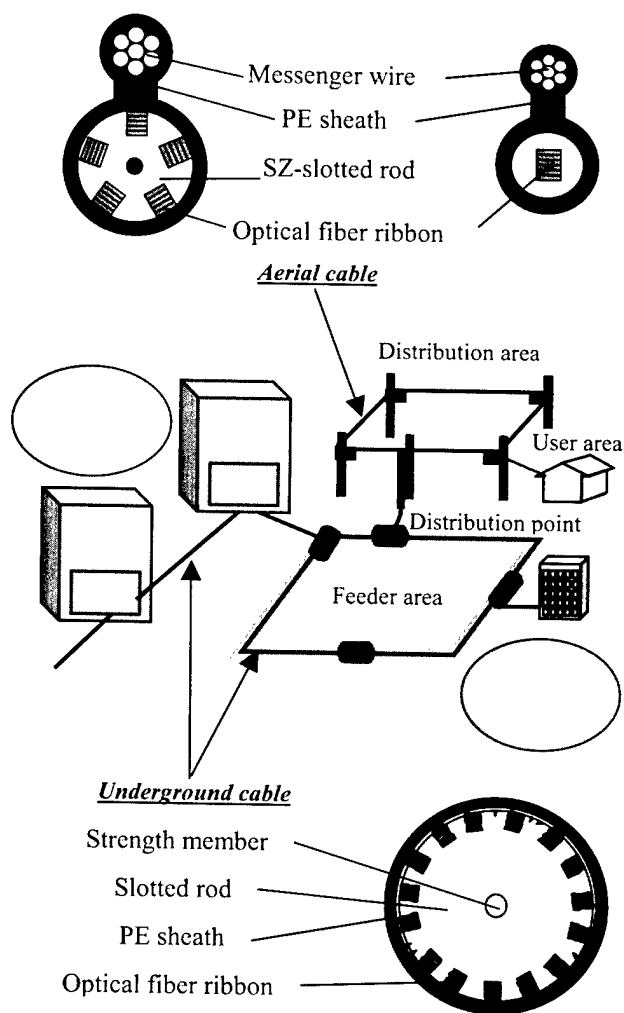 Messenger wire
PE sheath
SZ-slotted rod
Optical fiber ribbon
Aerial cable
Distribution area
User area
Distribution point
Feeder area
Underground cable
Strength member
Slotted rod
PE sheath
Optical fiber ribbon